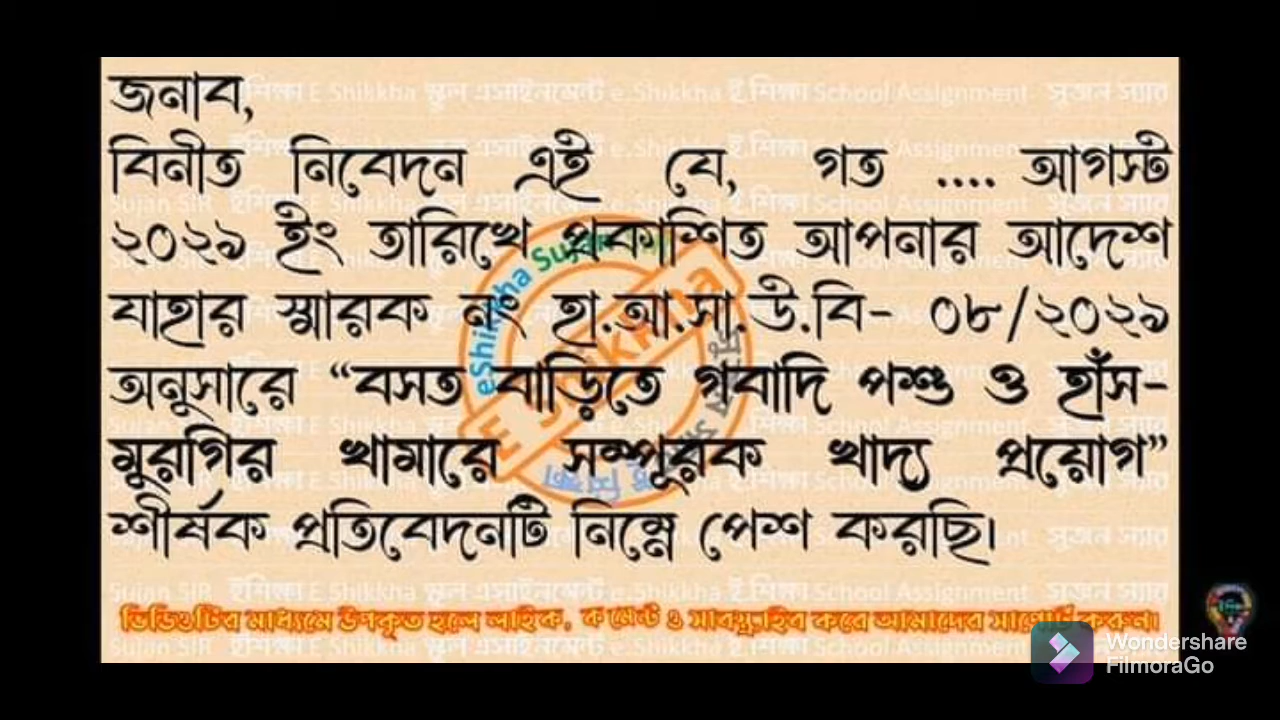 জনাব,
বিনীত নিবেদন এই যে, গত .... আগস্ট
২০২৯ ইং তারিখে প্রকাশিত আপনার আদেশ
যাহার স্মারক নং হা.আ.সা.উ.বি- ০৮/২০২৯
অনুসারে “বসত বাড়িতে গবাদি পশু ও হাঁস-
মুরগির খামারে সম্পূরক খাদ্য প্রয়োগ”
শীর্ষক প্রতিবেদনটি নিম্নে পেশ করছি।
ভিডিওটির মাধ্যমে উপকৃত হলে লাইক, কমেন্ট ও সাবস্ক্রাইব করে আমাদের সাপোর্ট করুন।
Wondershare
FilmoraGo